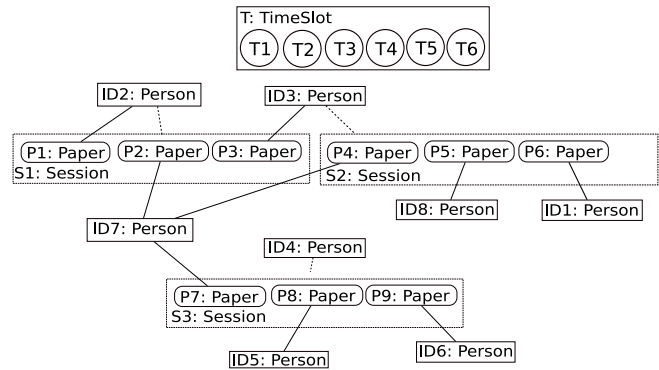 T: TimeSlot
T1 T2 T3 T4 T5 T6
ID2: Person
ID3: Person
P1: Paper
P2: Paper
P3: Paper
S1: Session
P4: Paper
P5: Paper
P6: Paper
S2: Session
ID8: Person
ID1: Person
ID7: Person
ID4: Person
P7: Paper
P8: Paper
P9: Paper
S3: Session
ID5: Person
ID6: Person